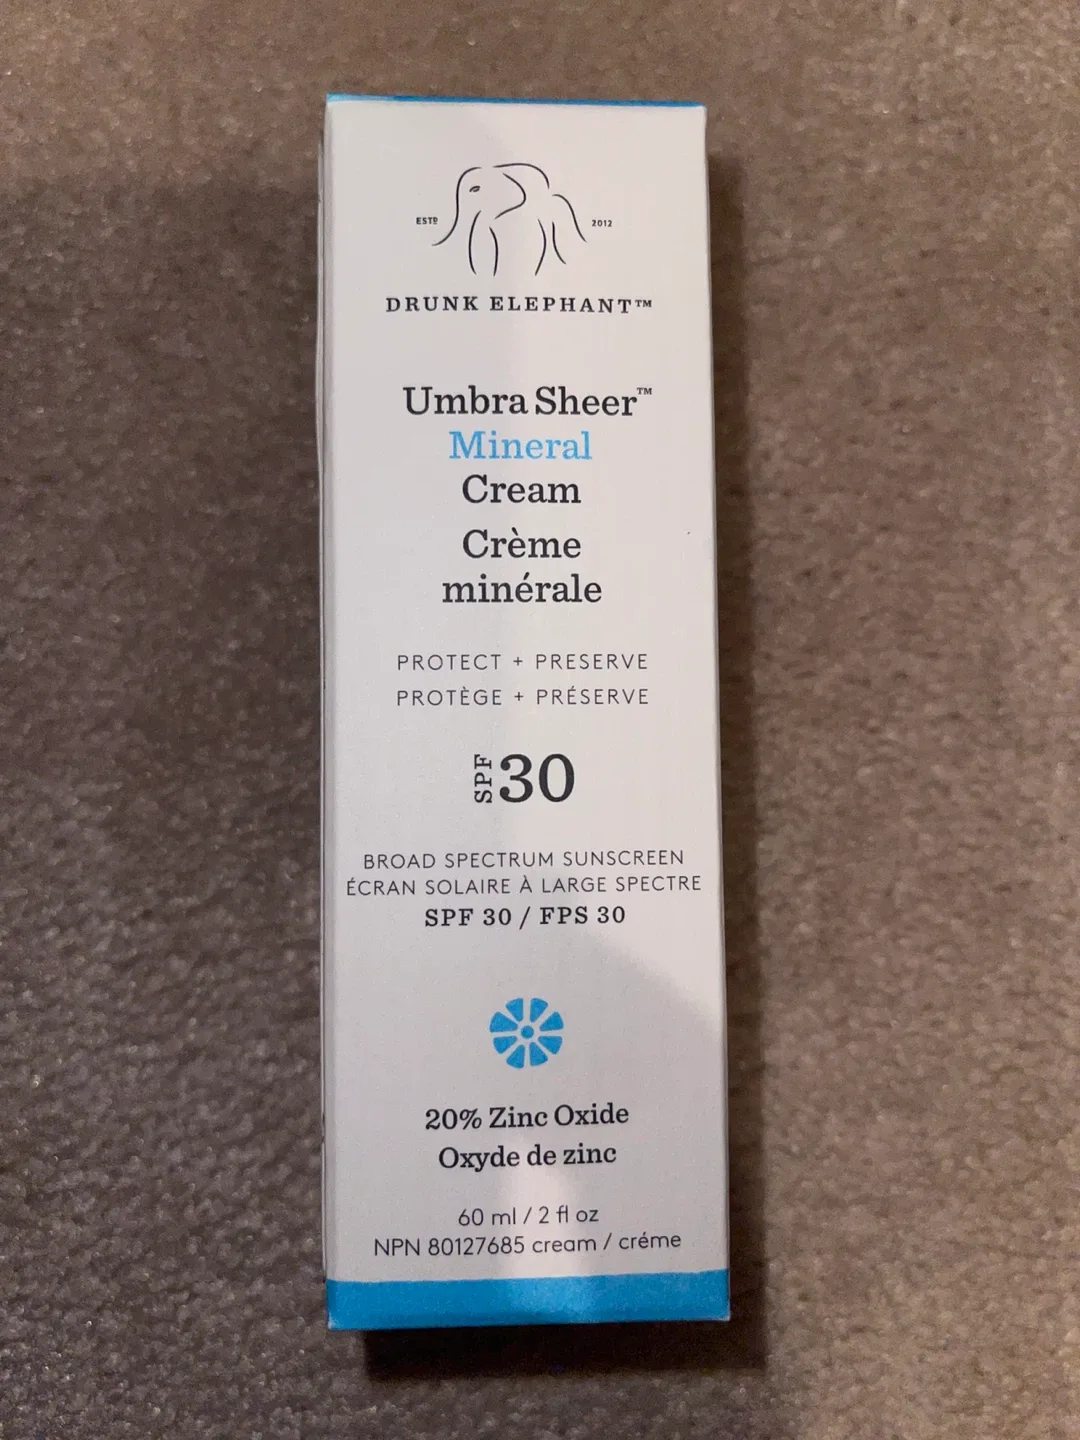 ESTD 2012
DRUNK ELEPHANT™
Umbra Sheer™
Mineral
Cream
Crème
minérale
PROTECT + PRESERVE
PROTÈGE + PRÉSERVE
SPF 30
BROAD SPECTRUM SUNSCREEN
ÉCRAN SOLAIRE À LARGE SPECTRE
SPF 30 / FPS 30
20% Zinc Oxide
Oxyde de zinc
60 ml / 2 fl oz
NPN 80127685 cream / créme